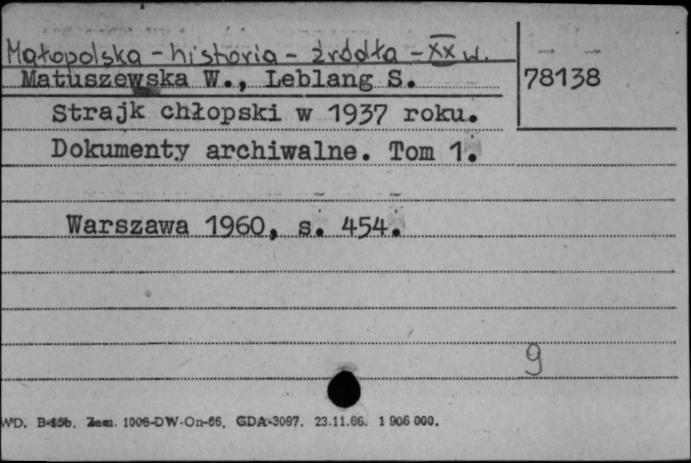 Małopolska - historia - źródła - XX w.
Matuszewska W., Leblang S.
78138
Strajk chłopski w 1937 roku.
Dokumenty archiwalne. Tom 1.
Warszawa 1960, s. 454.
9
WD. B-45b. Zam. 1006-DW-On-66. GDA-3097. 23.11.66. 1 906 000.